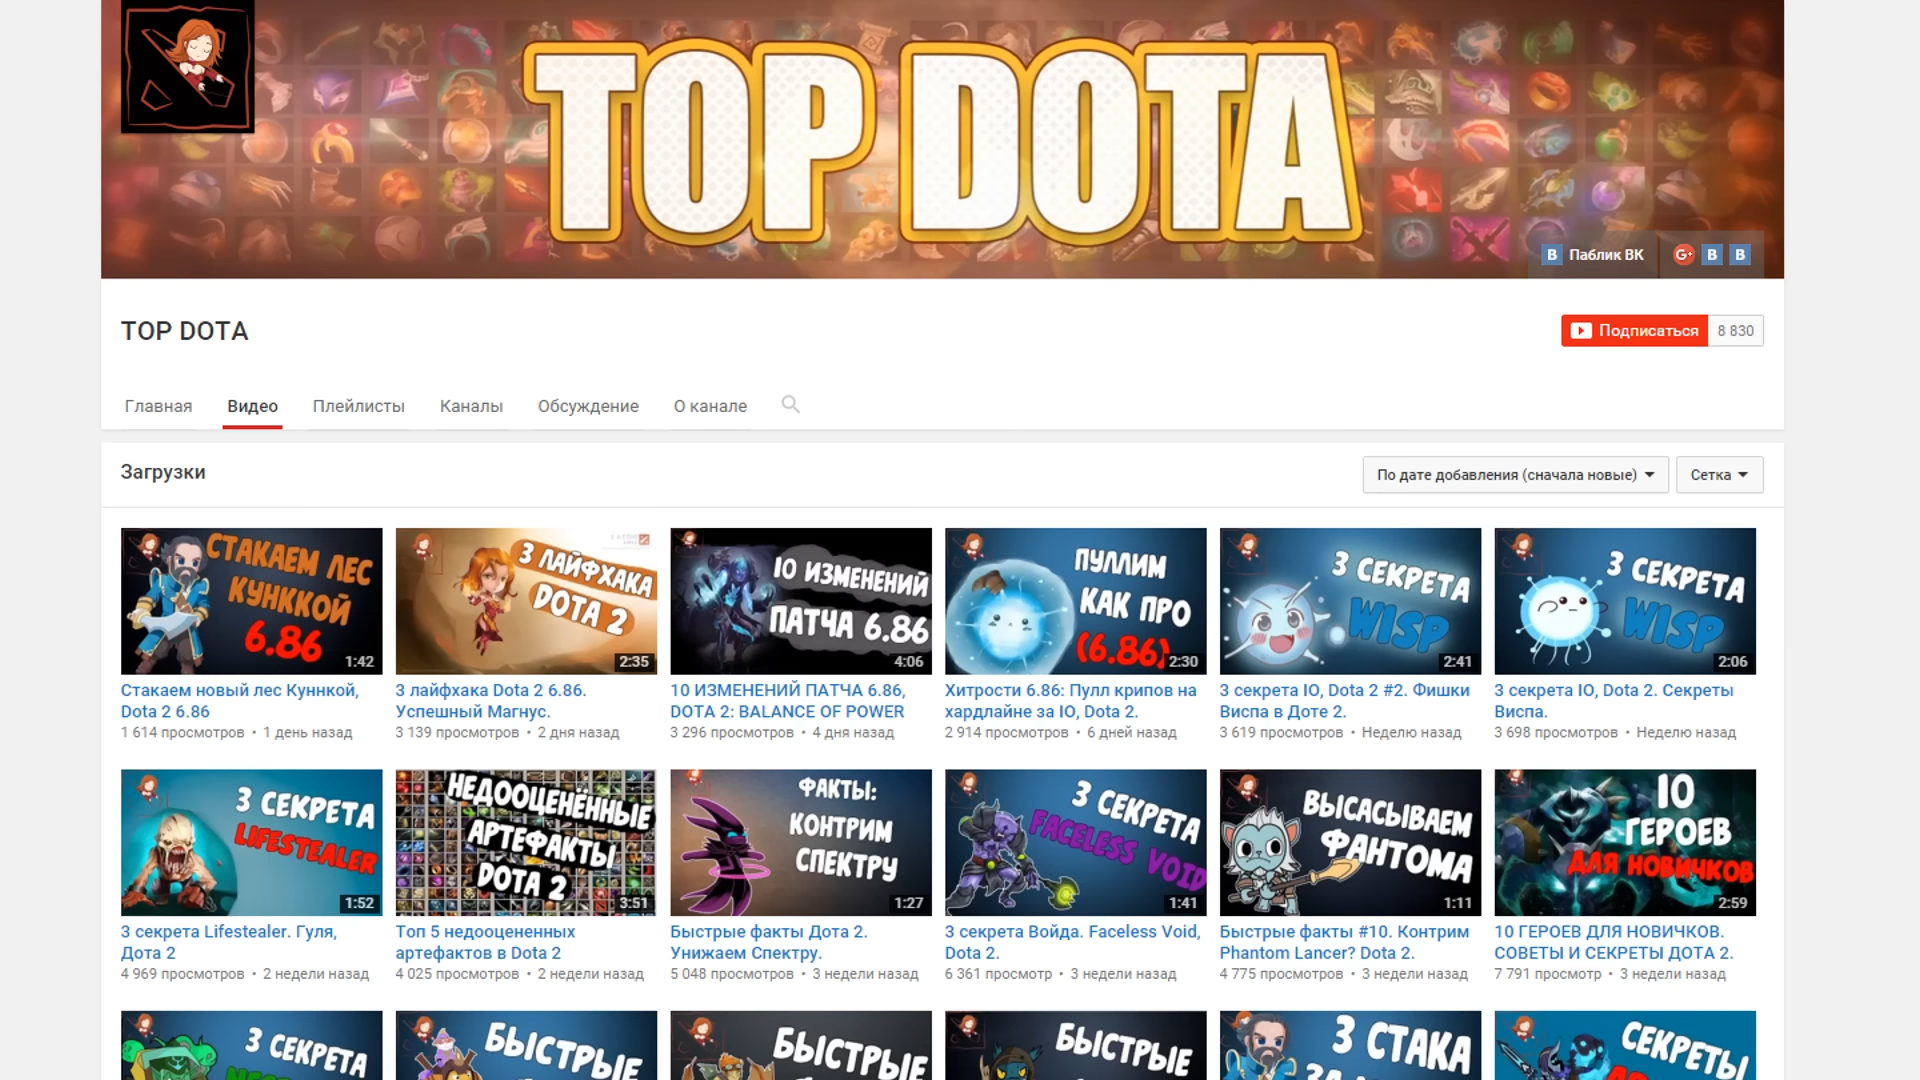 TOP DOTA
B Паблик ВК G+ B B
TOP DOTA
Подписаться 8 830
Главная Видео Плейлисты Каналы Обсуждение О канале
Загрузки
По дате добавления (сначала новые) Сетка
СТАКАЕМ ЛЕС
КУНККОЙ
6.86
1:42
3 ЛАЙФХАКА
DOTA 2
2:35
10 ИЗМЕНЕНИЙ
ПАТЧА 6.86
4:06
ПУЛЛИМ
КАК ПРО
(6.86)
2:30
3 СЕКРЕТА
WISP
2:41
3 СЕКРЕТА
WISP
2:06
Стакаем новый лес Куннкой,
Dota 2 6.86
1 614 просмотров • 1 день назад
3 лайфхака Dota 2 6.86.
Успешный Магнус.
3 139 просмотров • 2 дня назад
10 ИЗМЕНЕНИЙ ПАТЧА 6.86,
DOTA 2: BALANCE OF POWER
3 296 просмотров • 4 дня назад
Хитрости 6.86: Пулл крипов на
хардлайне за IO, Dota 2.
2 914 просмотров • 6 дней назад
3 секрета IO, Dota 2 #2. Фишки
Виспа в Доте 2.
3 619 просмотров • Неделю назад
3 секрета IO, Dota 2. Секреты
Виспа.
3 698 просмотров • Неделю назад
3 СЕКРЕТА
LIFESTEALER
1:52
НЕДООЦЕНЁННЫЕ
АРТЕФАКТЫ
DOTA 2
3:51
ФАКТЫ:
КОНТРИМ
СПЕКТРУ
1:27
3 СЕКРЕТА
FACELESS VOID
1:41
ВЫСАСЫВАЕМ
ФАНТОМА
1:11
10
ГЕРОЕВ
ДЛЯ НОВИЧКОВ
2:59
3 секрета Lifestealer. Гуля,
Дота 2
4 969 просмотров • 2 недели назад
Топ 5 недооцененных
артефактов в Dota 2
4 025 просмотров • 2 недели назад
Быстрые факты Дота 2.
Унижаем Спектру.
5 048 просмотров • 3 недели назад
3 секрета Войда. Faceless Void,
Dota 2.
6 361 просмотр • 3 недели назад
Быстрые факты #10. Контрим
Phantom Lancer? Dota 2.
4 775 просмотров • 3 недели назад
10 ГЕРОЕВ ДЛЯ НОВИЧКОВ.
СОВЕТЫ И СЕКРЕТЫ ДОТА 2.
7 791 просмотр • 3 недели назад
3 СЕКРЕТА
БЫСТРЫЕ
БЫСТРЫЕ
БЫСТРЫЕ
3 СТАКА
СЕКРЕТЫ